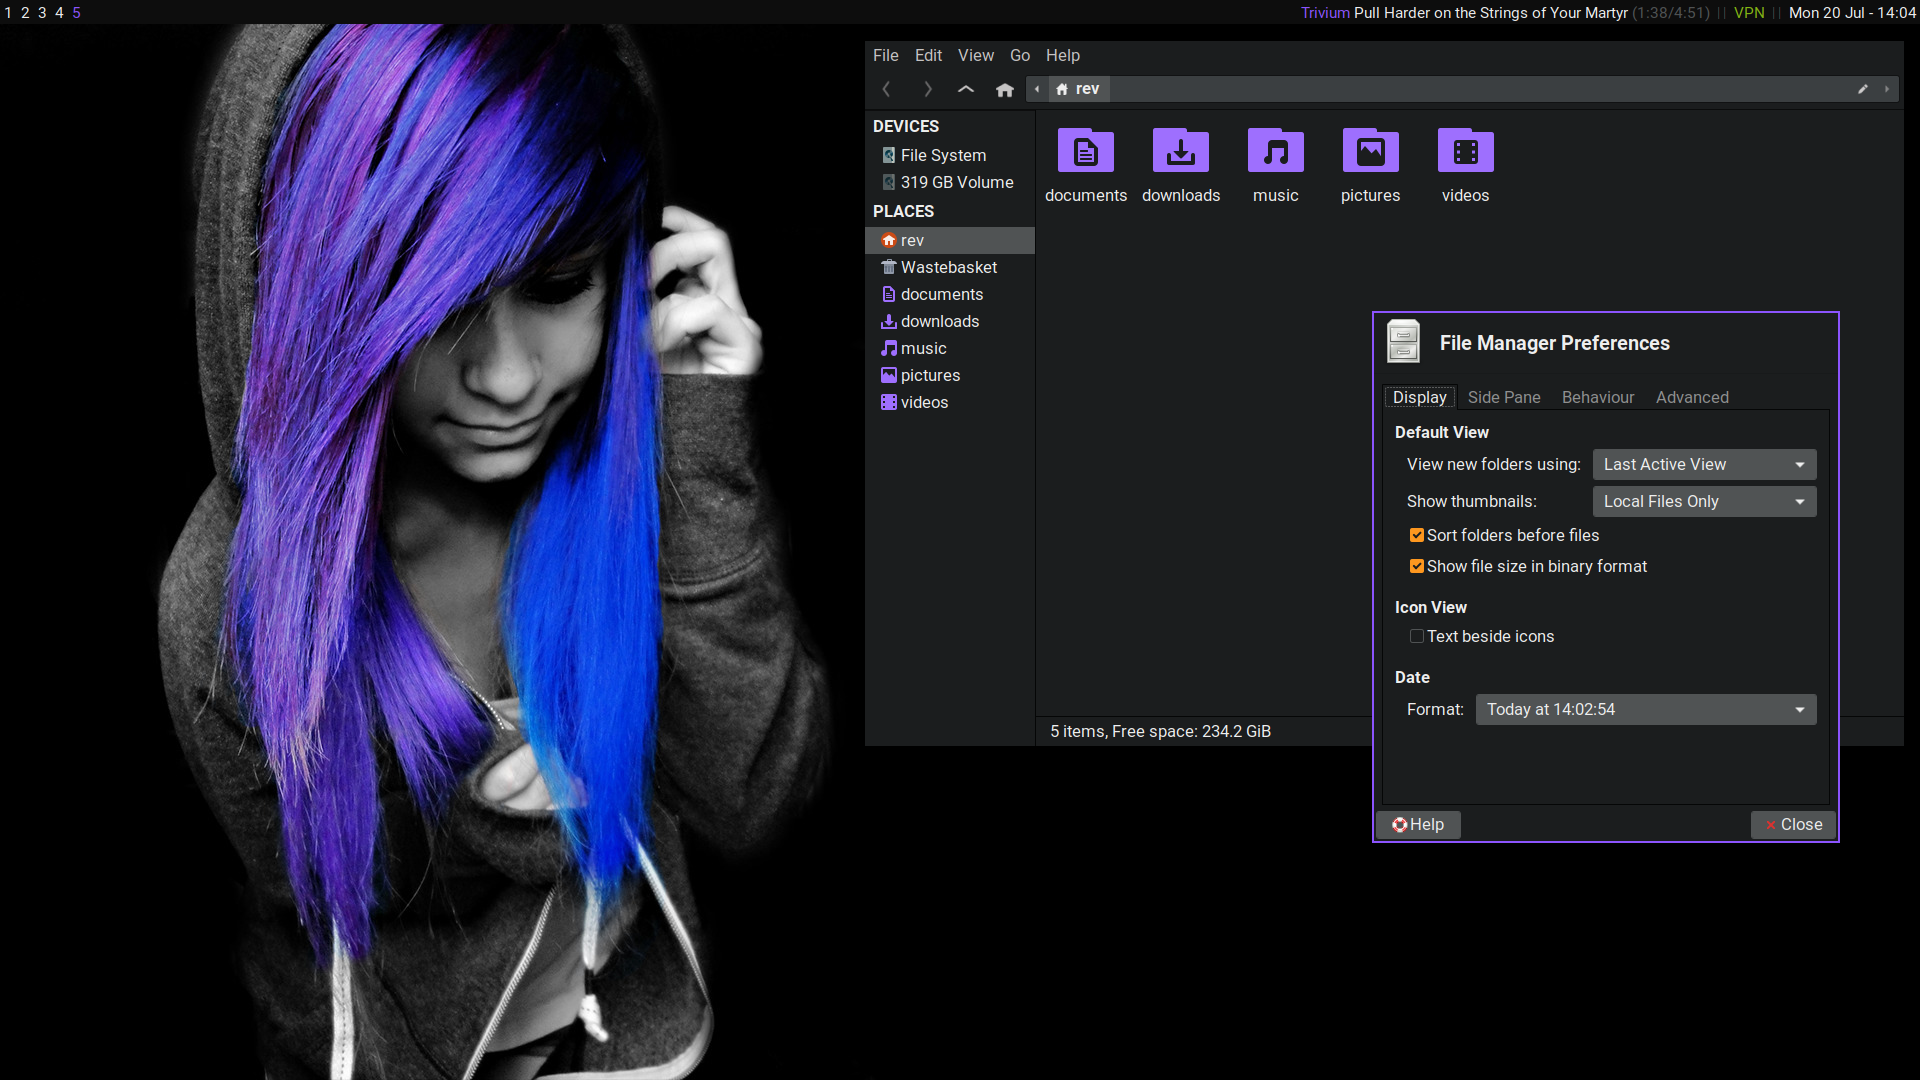 1 2 3 4 5
Trivium Pull Harder on the Strings of Your Martyr (1:38/4:51) || VPN || Mon 20 Jul - 14:04
File Edit View Go Help
rev
DEVICES
File System
319 GB Volume
PLACES
rev
Wastebasket
documents
downloads
music
pictures
videos
documents downloads music pictures videos
5 items, Free space: 234.2 GiB
File Manager Preferences
Display Side Pane Behaviour Advanced
Default View
View new folders using: Last Active View
Show thumbnails: Local Files Only
Sort folders before files
Show file size in binary format
Icon View
Text beside icons
Date
Format: Today at 14:02:54
Help Close